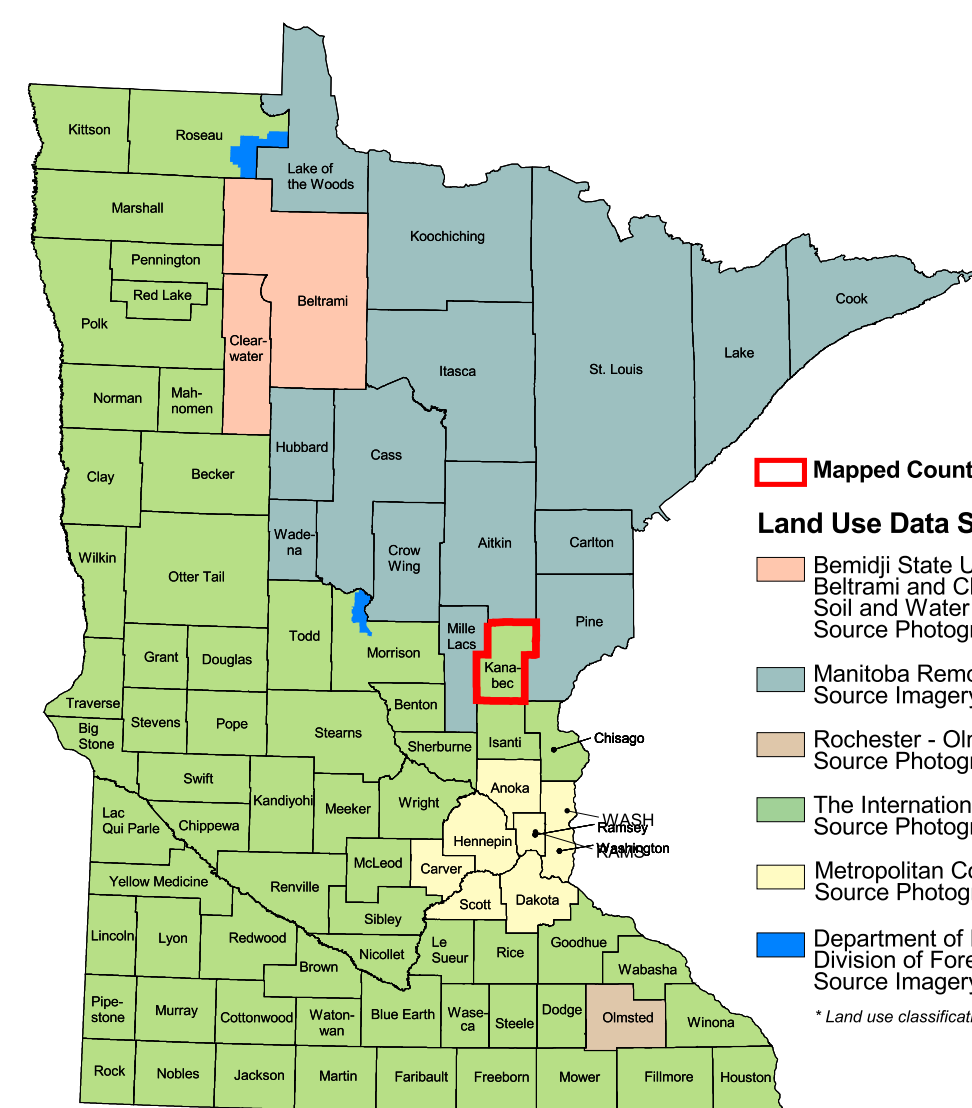 Kittson
Roseau
Lake of
the Woods
Marshall
Koochiching
Pennington
Red Lake
Polk
Beltrami
Clear-
water
Cook
Lake
St. Louis
Itasca
Norman
Mah-
nomen
Hubbard
Cass
Clay
Becker
Wade-
na
Crow
Wing
Aitkin
Carlton
Wilkin
Otter Tail
Todd
Mille
Lacs
Pine
Morrison
Grant
Douglas
Kana-
bec
Traverse
Big
Stone
Stevens
Pope
Benton
Stearns
Sherburne
Isanti
Chisago
Swift
Kandiyohi
Meeker
Wright
Anoka
Lac
Qui Parle
Chippewa
Hennepin
WASH
Ramsey
Washington
RAMS
McLeod
Carver
Yellow Medicine
Renville
Scott
Dakota
Sibley
Lincoln
Lyon
Redwood
Brown
Nicollet
Le
Sueur
Rice
Goodhue
Wabasha
Pipe-
stone
Murray
Cottonwood
Waton-
wan
Blue Earth
Wase-
ca
Steele
Dodge
Olmsted
Winona
Rock
Nobles
Jackson
Martin
Faribault
Freeborn
Mower
Fillmore
Houston
Mapped Count
Land Use Data S
Bemidji State U
Beltrami and Cl
Soil and Water
Source Photogr
Manitoba Remo
Source Imagery
Rochester - Olm
Source Photogr
The Internation
Source Photogr
Metropolitan Co
Source Photogr
Department of
Division of Fore
Source Imagery
* Land use classificati